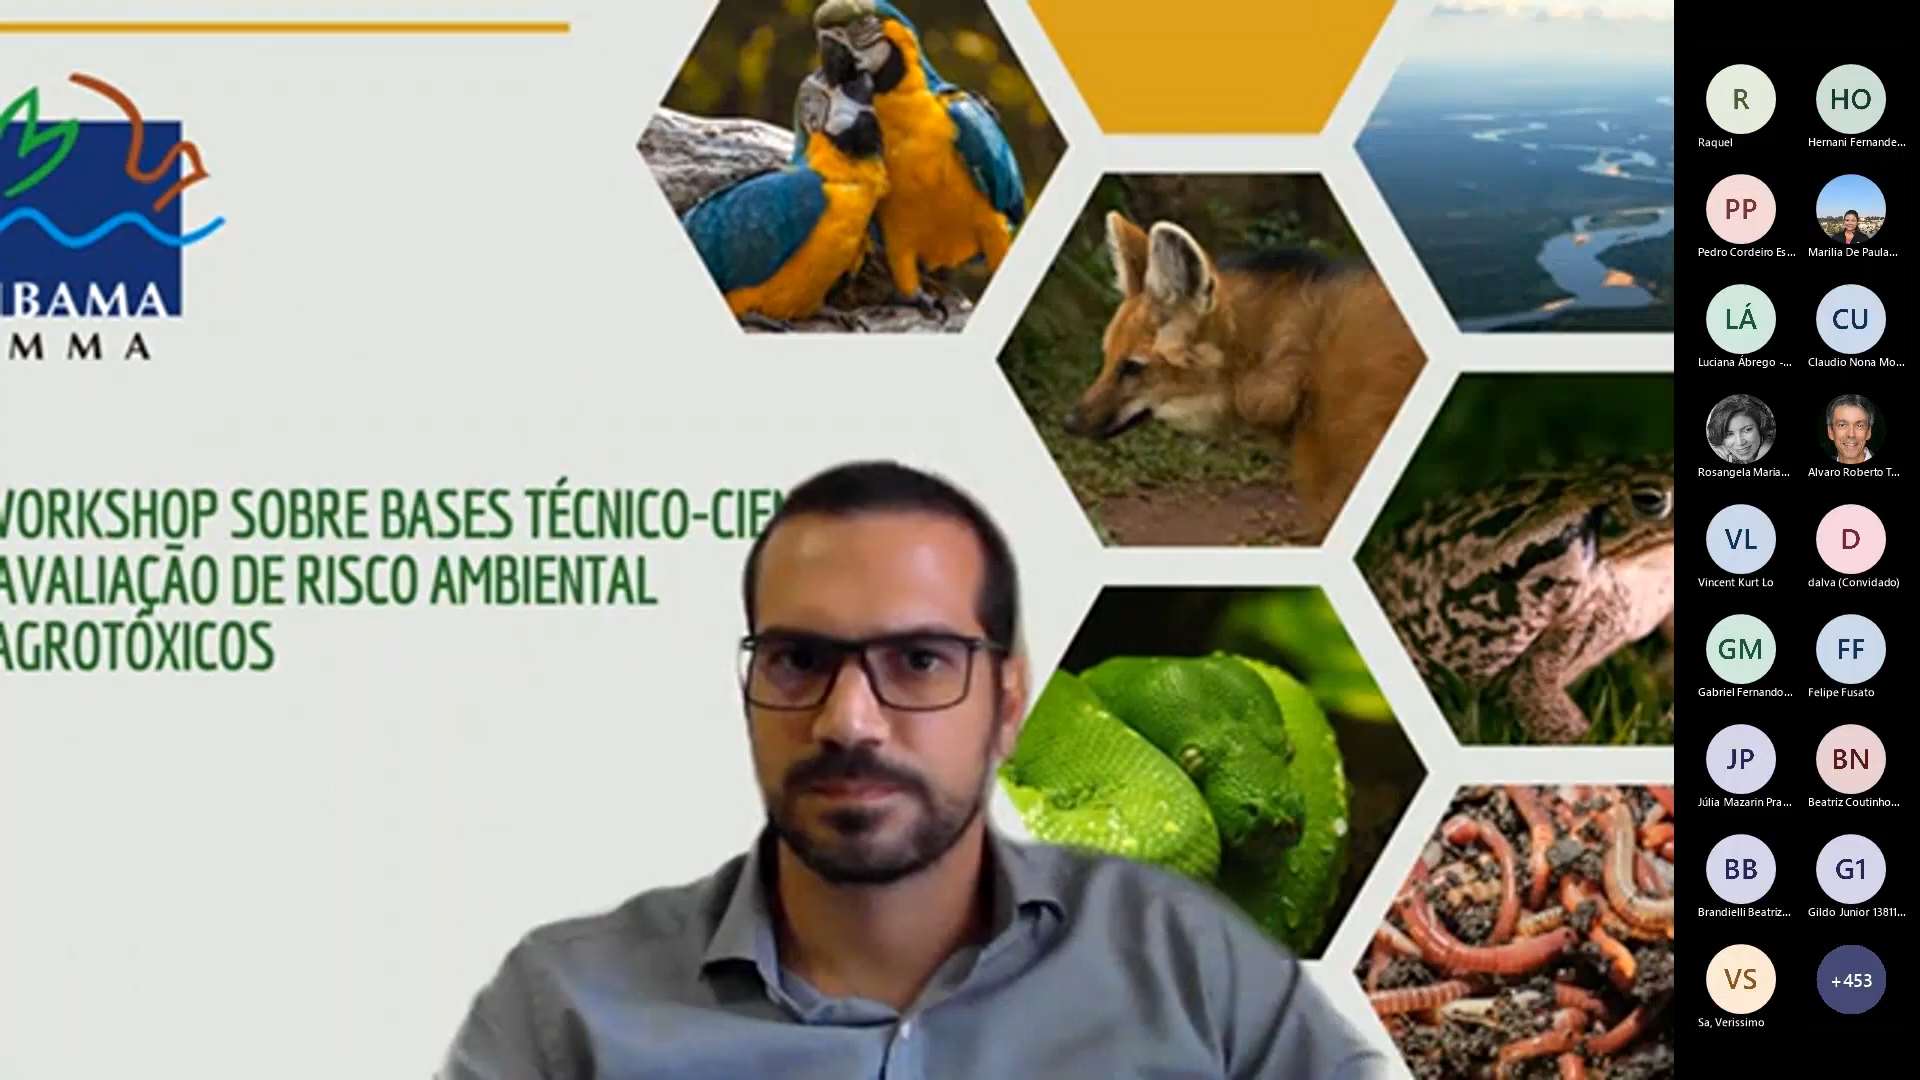 IBAMA
MMA
WORKSHOP SOBRE BASES TÉCNICO-CIEN
AVALIAÇÃO DE RISCO AMBIENTAL
AGROTÓXICOS
R
Raquel
HO
Hernani Fernande...
PP
Pedro Cordeiro Es...
Marilia De Paula...
LÁ
Luciana Ábrego -...
CU
Claudio Nona Mo...
Rosangela Maria...
Alvaro Roberto T...
VL
Vincent Kurt Lo
D
dalva (Convidado)
GM
Gabriel Fernando...
FF
Felipe Fusato
JP
Júlia Mazarin Pra...
BN
Beatriz Coutinho...
BB
Brandielli Beatriz...
G1
Gildo Junior 13811...
VS
Sa, Verissimo
+453